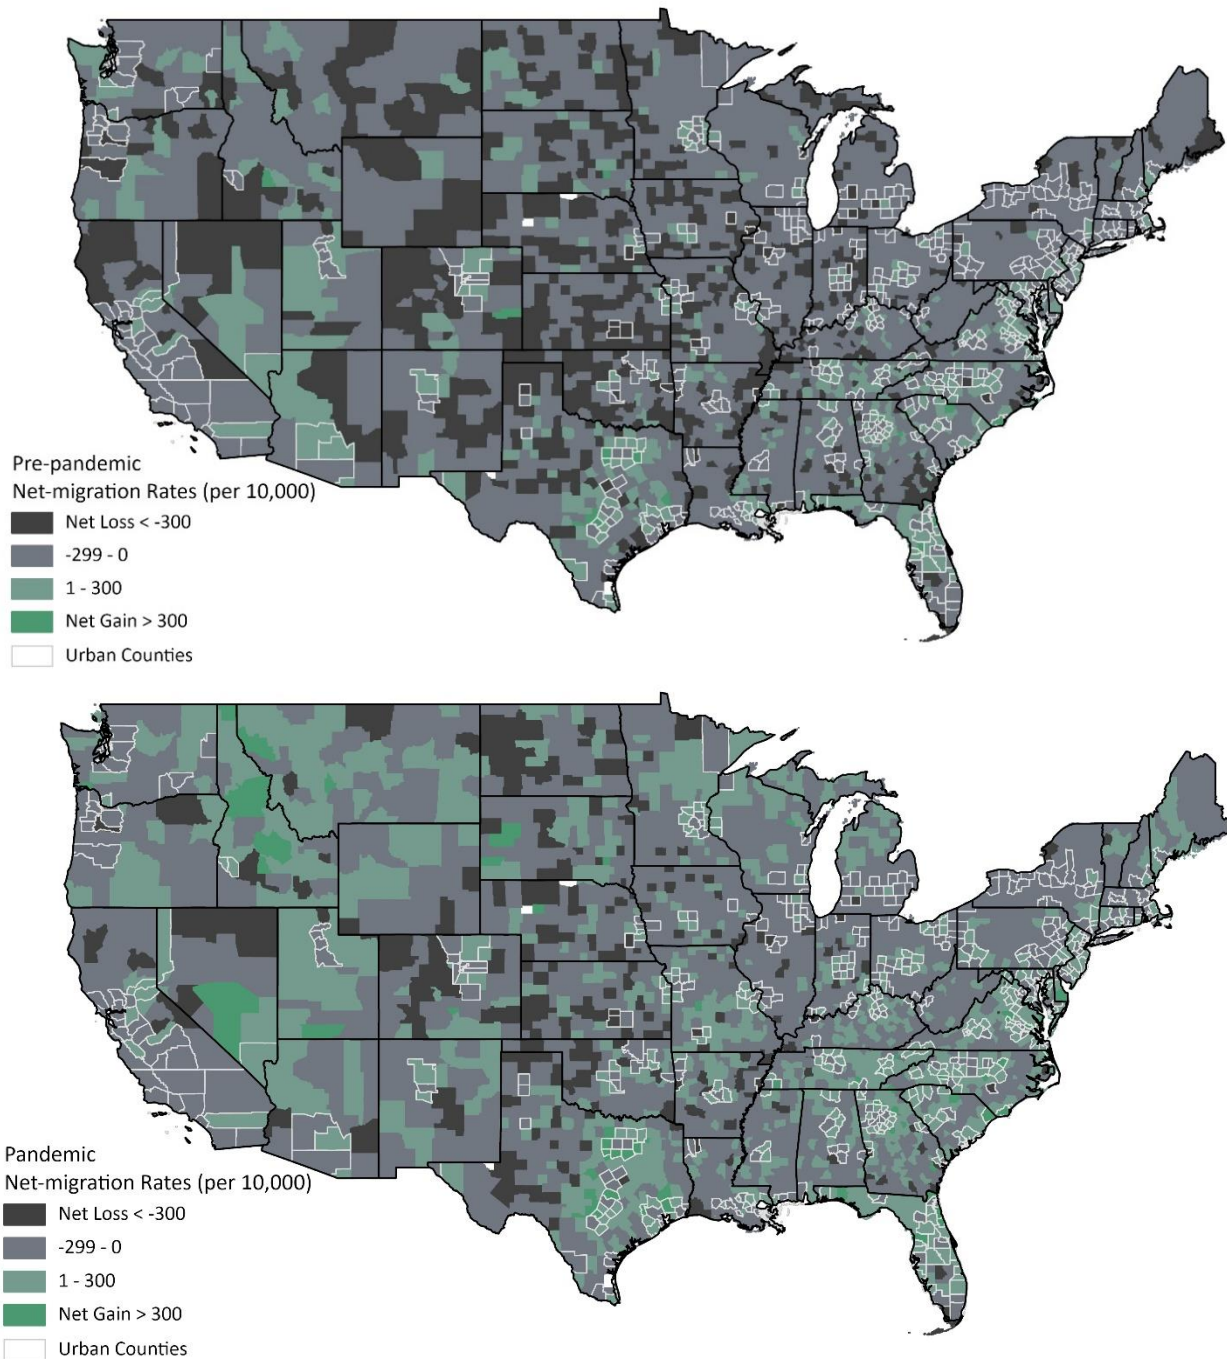 Pre-pandemic
Net-migration Rates (per 10,000)
Net Loss < -300
-299 - 0
1 - 300
Net Gain > 300
Urban Counties
Pandemic
Net-migration Rates (per 10,000)
Net Loss < -300
-299 - 0
1 - 300
Net Gain > 300
Urban Counties